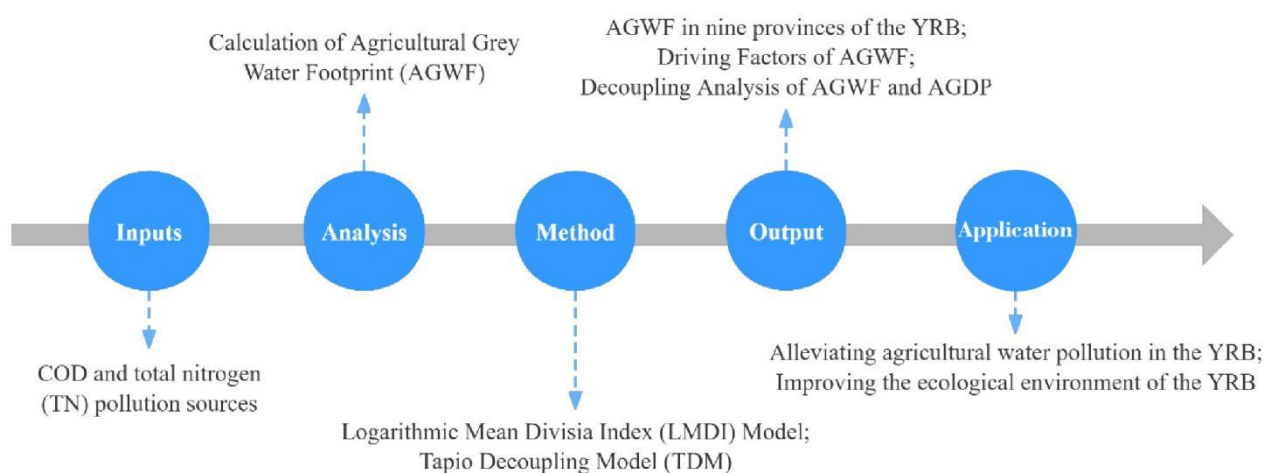 Calculation of Agricultural Grey
Water Footprint (AGWF)
AGWF in nine provinces of the YRB;
Driving Factors of AGWF;
Decoupling Analysis of AGWF and AGDP
Inputs
Analysis
Method
Output
Application
COD and total nitrogen
(TN) pollution sources
Logarithmic Mean Divisia Index (LMDI) Model;
Tapio Decoupling Model (TDM)
Alleviating agricultural water pollution in the YRB;
Improving the ecological environment of the YRB